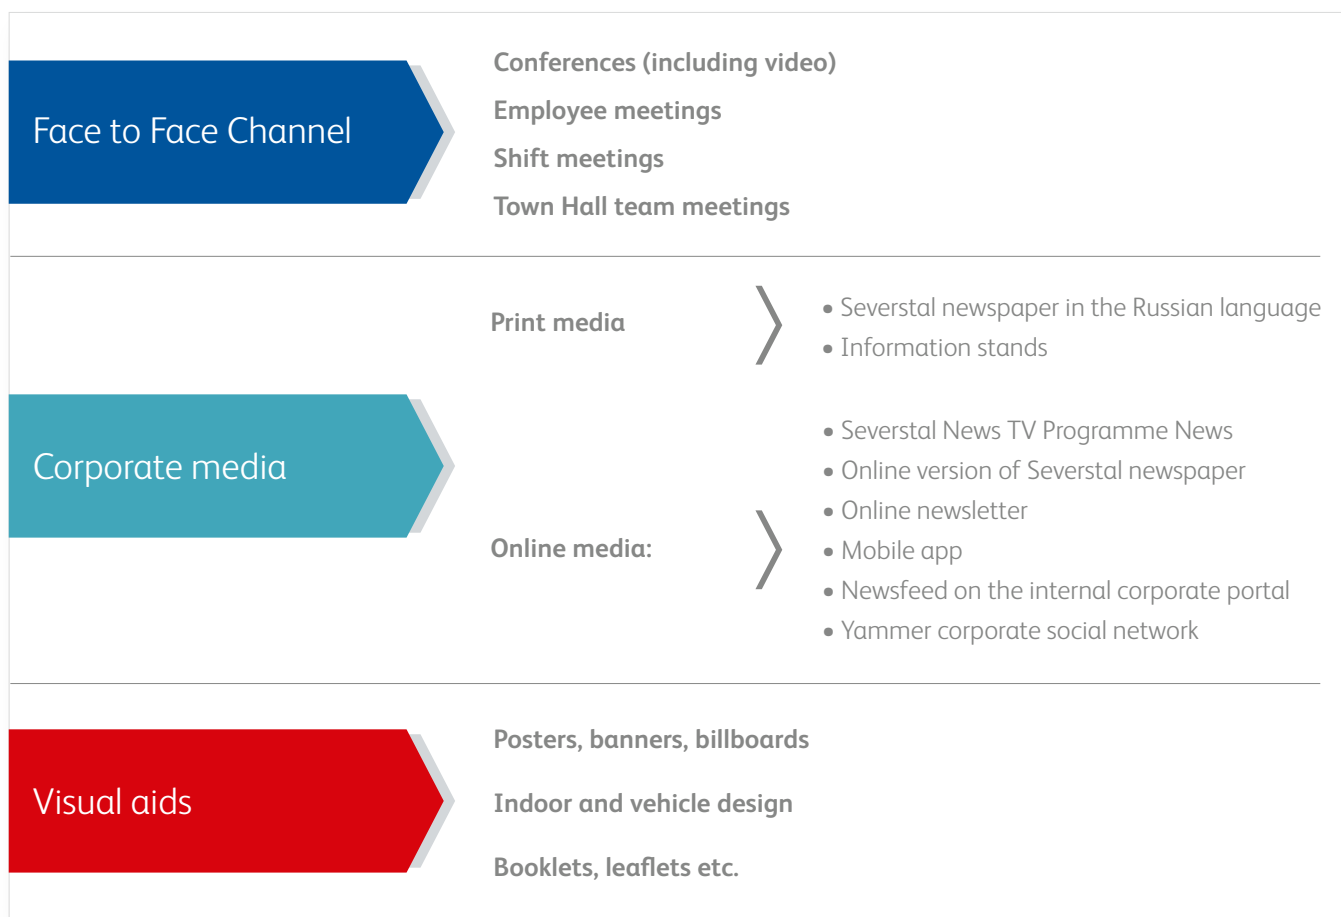 Face to Face Channel
Conferences (including video)
Employee meetings
Shift meetings
Town Hall team meetings
Corporate media
Print media
• Severstal newspaper in the Russian language
• Information stands
Online media:
• Severstal News TV Programme News
• Online version of Severstal newspaper
• Online newsletter
• Mobile app
• Newsfeed on the internal corporate portal
• Yammer corporate social network
Visual aids
Posters, banners, billboards
Indoor and vehicle design
Booklets, leaflets etc.